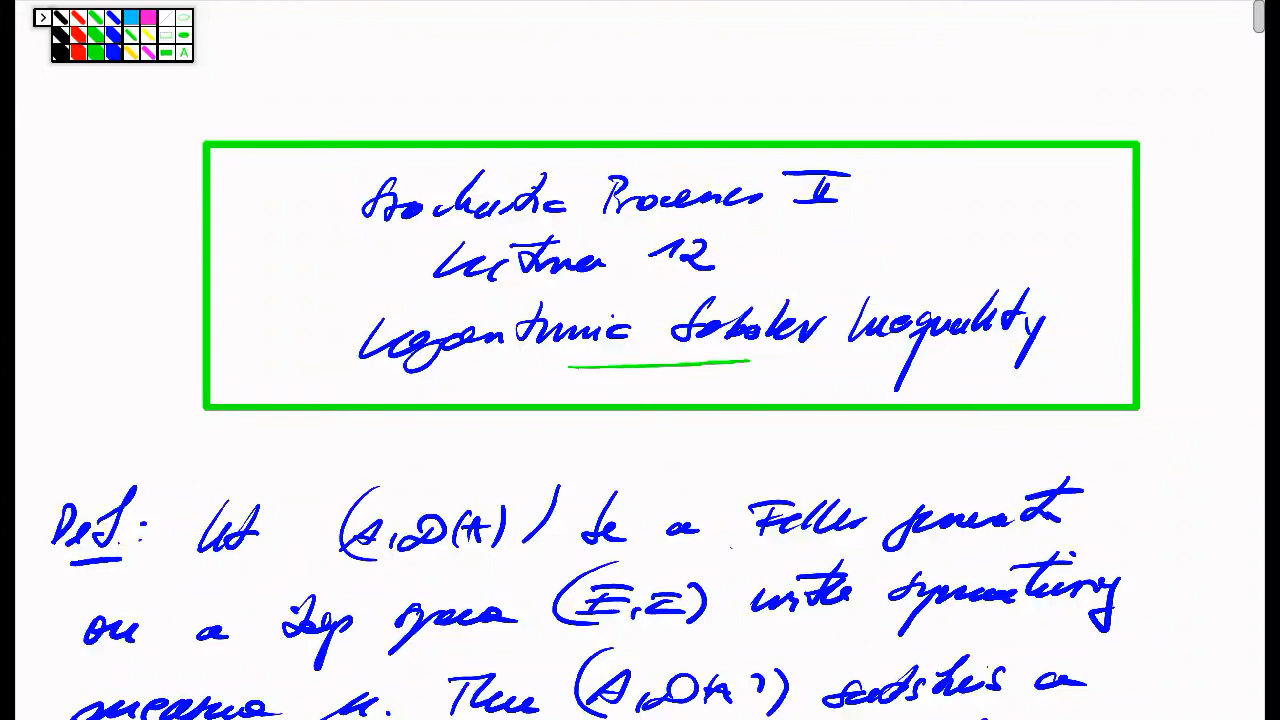 Stochastic Processes II
Lecture 12
Logarithmic Sobolev Inequality
Def.: Let (A, D(A)) be a Feller generator
on a top space (E, Σ) with symmetrizing
measure μ. Then (A, D(A)) satisfies a